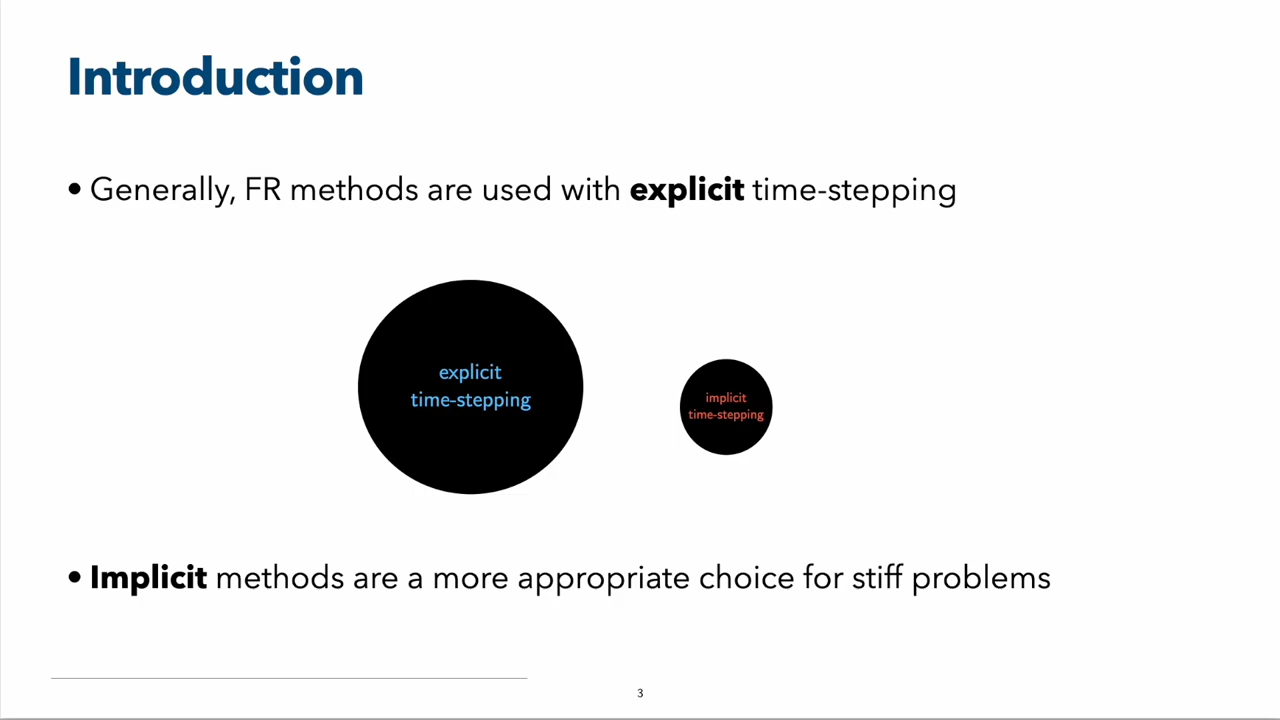 Introduction
• Generally, FR methods are used with explicit time-stepping
explicit
time-stepping
implicit
time-stepping
• Implicit methods are a more appropriate choice for stiff problems
3